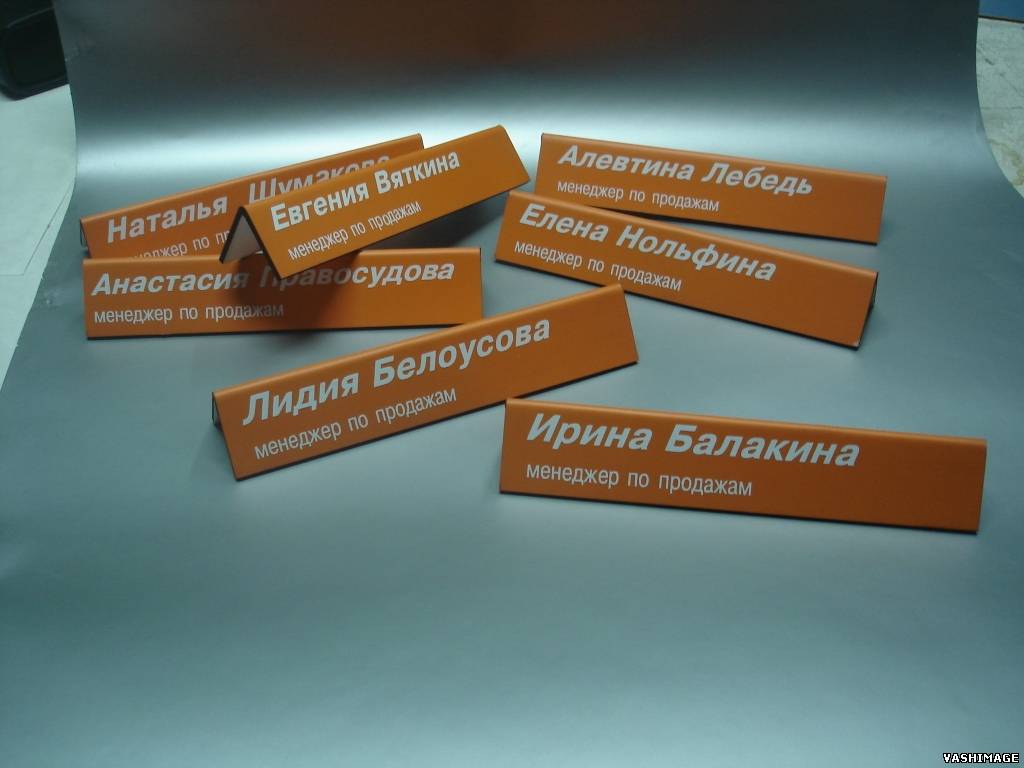 Наталья Шумакова
менеджер по
Евгения Вяткина
менеджер по продажам
Алевтина Лебедь
менеджер по продажам
Елена Нольфина
менеджер по продажам
Анастасия Правосудова
менеджер по продажам
Лидия Белоусова
менеджер по продажам
Ирина Балакина
менеджер по продажам
VASHIMAGE